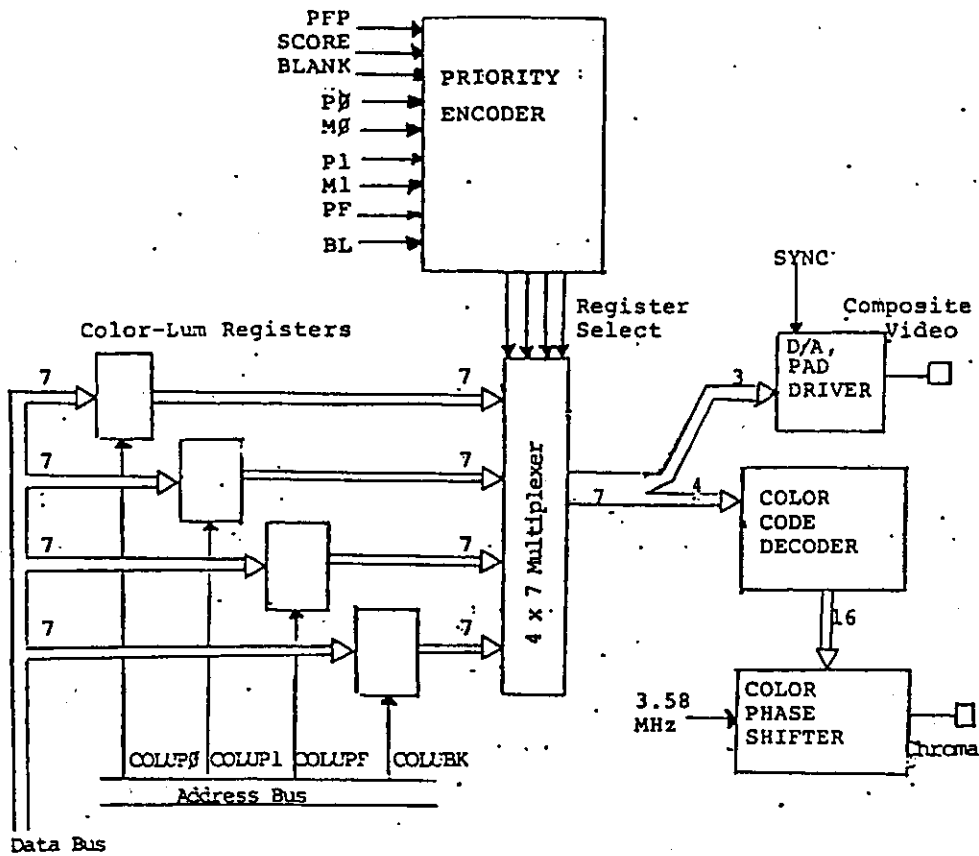 PFP
SCORE
BLANK
PØ
MØ
P1
M1
PF
BL
PRIORITY
ENCODER
Register
Select
SYNC
Composite
Video
D/A,
PAD
DRIVER
Color-Lum Registers
7
7
7
7
7
7
7
7
4 x 7 Multiplexer
7
3
4
COLOR
CODE
DECODER
16
3.58
MHz
COLOR
PHASE
SHIFTER
Chroma
COLUPØ
COLUP1
COLUPF
COLUBK
Address Bus
Data Bus